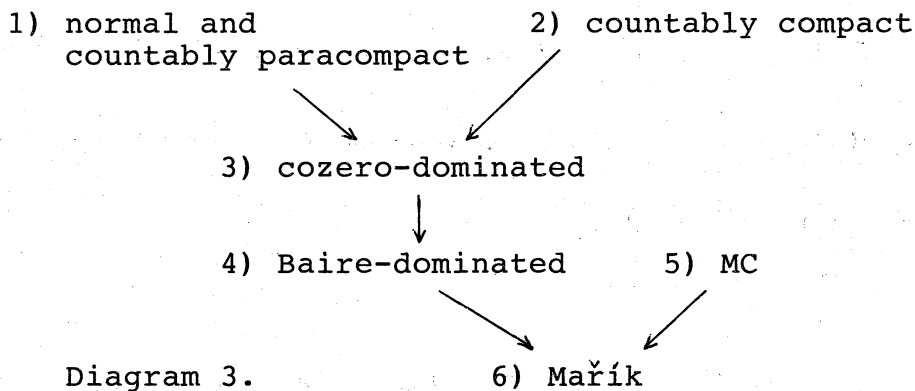 1) normal and 2) countably compact
countably paracompact
3) cozero-dominated
4) Baire-dominated 5) MC
Diagram 3. 6) Mařík